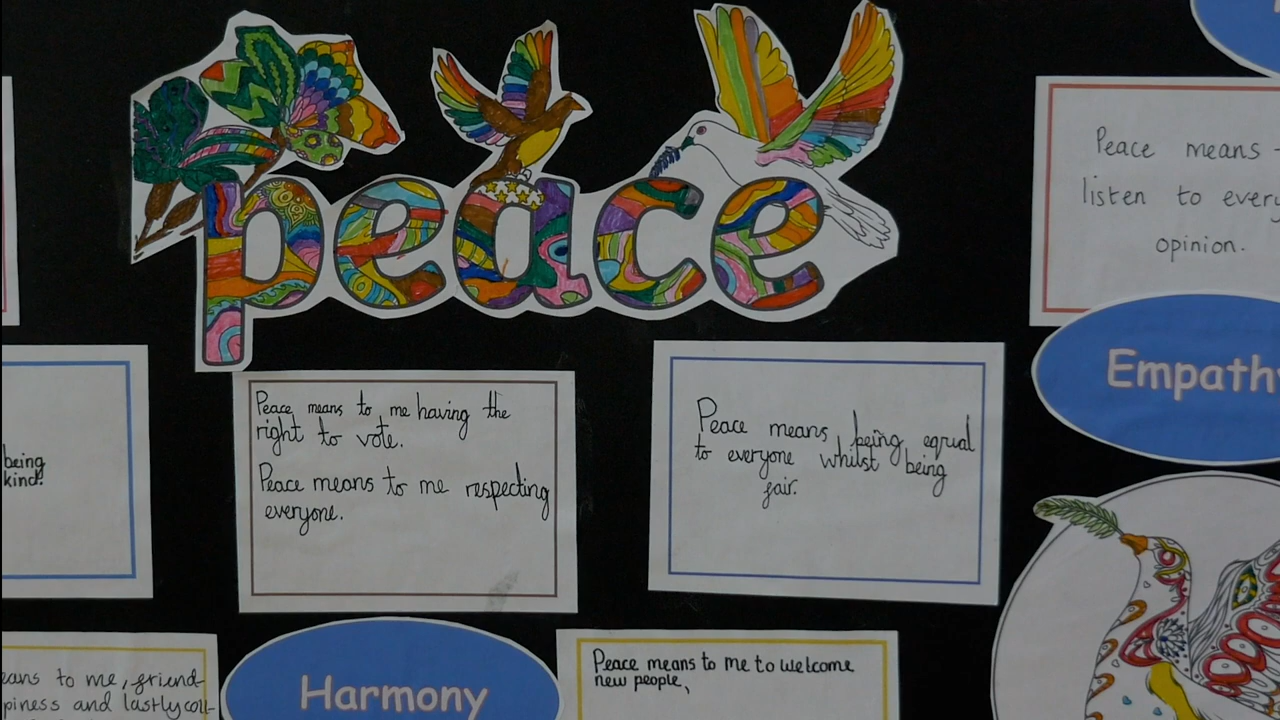 peace
Peace means
listen to every
opinion.
Empathy
being
kind.
Peace means to me having the
right to vote.
Peace means to me respecting
everyone.
Peace means being equal
to everyone whilst being
fair.
to me, friend-
and lastly
Harmony
Peace means to me to welcome
new people,